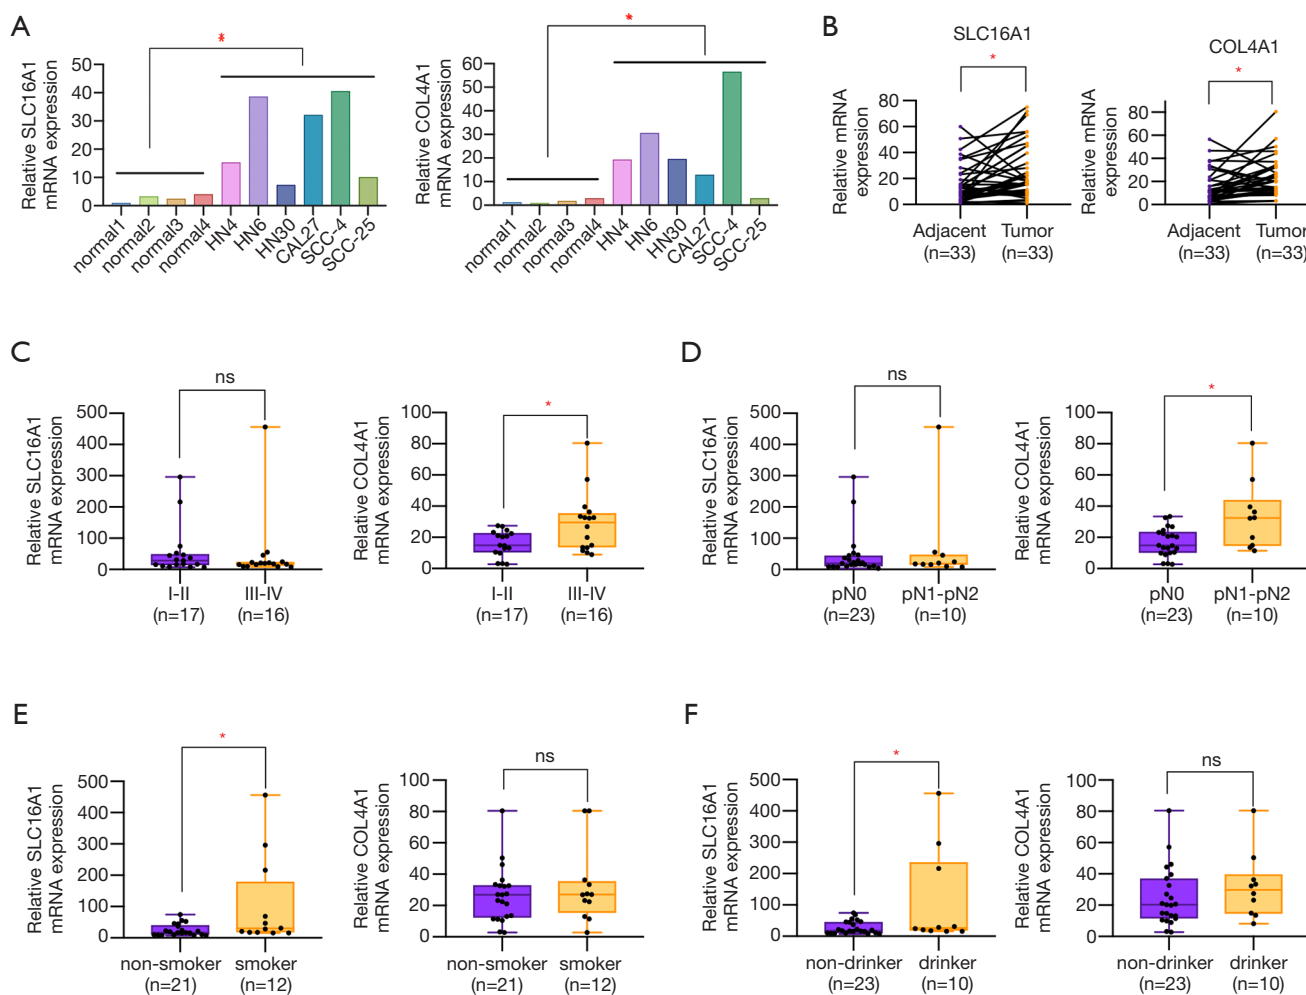 A
*
Relative SLC16A1
mRNA expression
50
40
30
20
10
0
normal1
normal2
normal3
normal4
HN4
HN6
HN30
CAL27
SCC-4
SCC-25
*
Relative COL4A1
mRNA expression
60
50
40
30
20
10
0
normal1
normal2
normal3
normal4
HN4
HN6
HN30
CAL27
SCC-4
SCC-25
B
SLC16A1
*
Relative mRNA
expression
80
60
40
20
0
Adjacent Tumor
(n=33) (n=33)
COL4A1
*
Relative mRNA
expression
80
60
40
20
0
Adjacent Tumor
(n=33) (n=33)
C
ns
Relative SLC16A1
mRNA expression
500
400
300
200
100
0
I-II III-IV
(n=17) (n=16)
*
Relative COL4A1
mRNA expression
100
80
60
40
20
0
I-II III-IV
(n=17) (n=16)
D
ns
Relative SLC16A1
mRNA expression
500
400
300
200
100
0
pN0 pN1-pN2
(n=23) (n=10)
*
Relative COL4A1
mRNA expression
100
80
60
40
20
0
pN0 pN1-pN2
(n=23) (n=10)
E
*
Relative SLC16A1
mRNA expression
500
400
300
200
100
0
non-smoker smoker
(n=21) (n=12)
ns
Relative COL4A1
mRNA expression
100
80
60
40
20
0
non-smoker smoker
(n=21) (n=12)
F
*
Relative SLC16A1
mRNA expression
500
400
300
200
100
0
non-drinker drinker
(n=23) (n=10)
ns
Relative COL4A1
mRNA expression
100
80
60
40
20
0
non-drinker drinker
(n=23) (n=10)